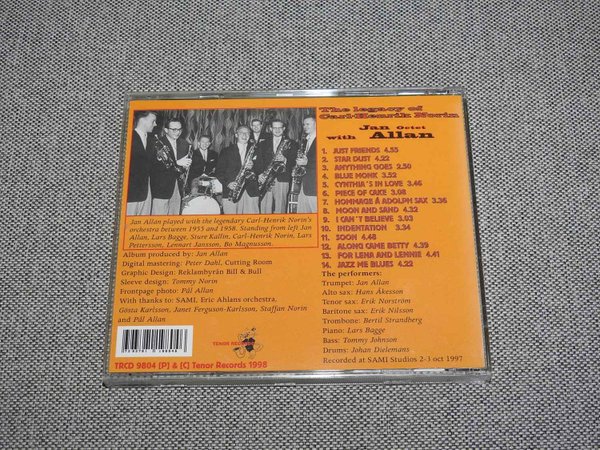 Jan Allan played with the legendary Carl-Henrik Norin's
orchestra between 1955 and 1958. Standing from left Jan
Allan, Lars Bagge, Sture Kallin, Carl-Henrik Norin, Lars
Pettersson, Lennart Jansson, Bo Magnusson.
Album produced by: Jan Allan
Digital mastering: Peter Dahl, Cutting Room
Graphic Design: Reklambyrån Bill & Bull
Sleeve design: Tommy Norin
Frontpage photo: Pål Allan
With thanks to: SAMI, Eric Ahlans orchestra,
Gösta Karlsson, Janet Ferguson-Karlsson, Staffan Norin
and Pål Allan
TENOR
TRCD 9804 [P] & [C] Tenor Records 1998
The legacy of
Carl-Henrik Norin
Jan Octet
with Allan
1. JUST FRIENDS 4.55
2. STAR DUST 4.22
3. ANYTHING GOES 2.50
4. BLUE MONK 3.52
5. CYNTHIA´S IN LOVE 3.46
6. PIECE OF CAKE 3.08
7. HOMMAGE Á ADOLPH SAX 3.36
8. MOON AND SAND 4.32
9. I CAN´T BELIEVE 3.03
10. INDENTATION 3.34
11. SOON 4.48
12. ALONG CAME BETTY 4.39
13. FOR LENA AND LENNIE 4.41
14. JAZZ ME BLUES 4.22
The performers:
Trumpet: Jan Allan
Alto sax: Hans Åkesson
Tenor sax: Erik Norström
Baritone sax: Erik Nilsson
Trombone: Bertil Strandberg
Piano: Lars Bagge
Bass: Tommy Johnson
Drums: Johan Dielemans
Recorded at SAMI Studios 2-3 oct 1997